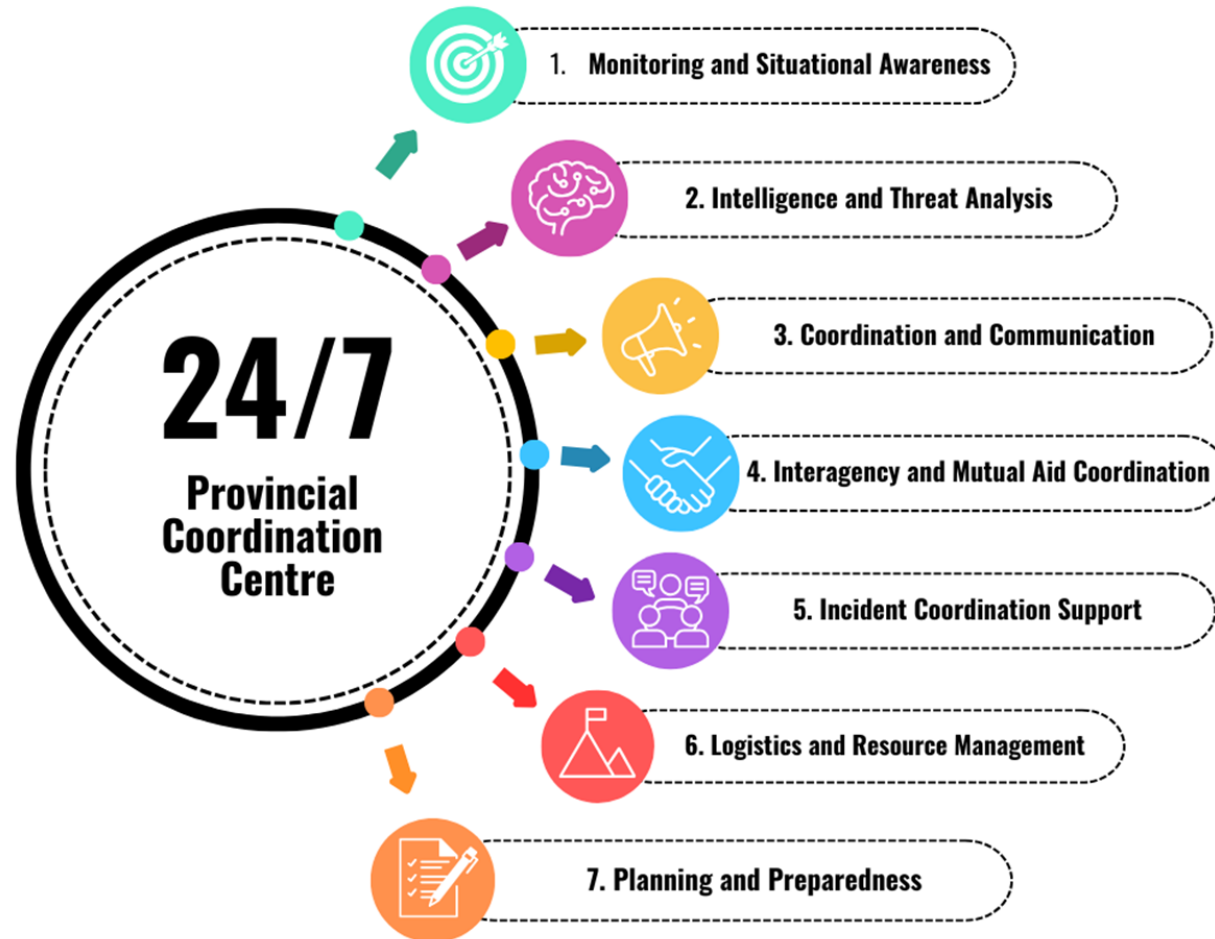 1. Monitoring and Situational Awareness
2. Intelligence and Threat Analysis
3. Coordination and Communication
24/7
Provincial
Coordination
Centre
4. Interagency and Mutual Aid Coordination
5. Incident Coordination Support
6. Logistics and Resource Management
7. Planning and Preparedness